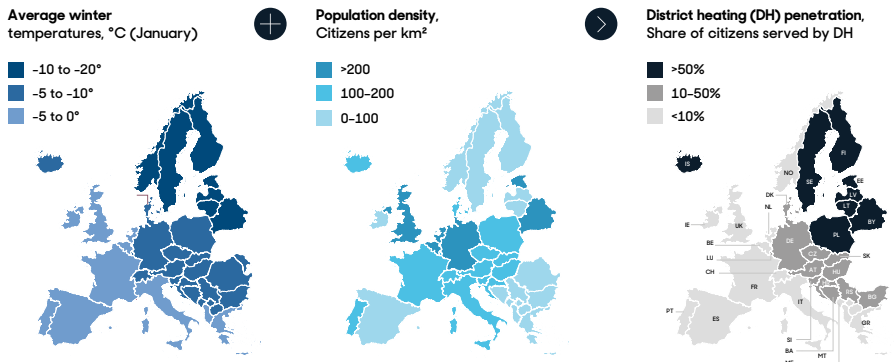 Average winter
temperatures, °C (January)
-10 to -20°
-5 to -10°
-5 to 0°
Population density,
Citizens per km²
>200
100-200
0-100
District heating (DH) penetration,
Share of citizens served by DH
>50%
10-50%
<10%
IS
NO
SE
FI
EE
LV
LT
BY
DK
NL
IE
UK
BE
LU
CH
DE
PL
CZ
SK
AT
HU
FR
IT
RS
BG
PT
ES
GR
SI
BA
MT